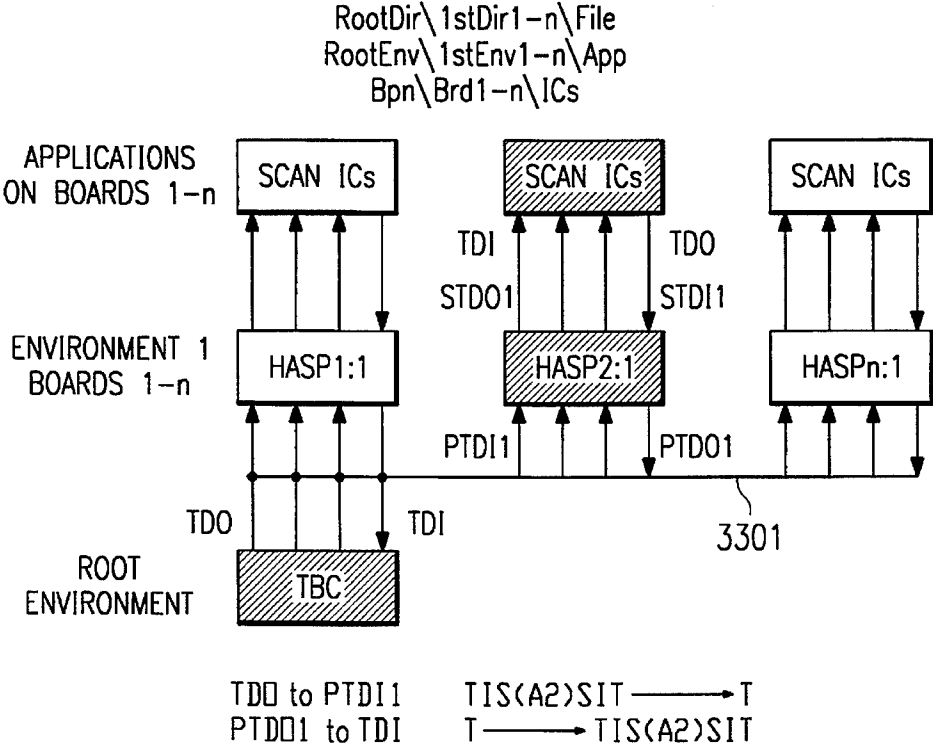 RootDir\1stDir1-n\File
RootEnv\1stEnv1-n\App
Bpn\Brd1-n\ICs
APPLICATIONS
ON BOARDS 1-n
SCAN ICs
SCAN ICs
SCAN ICs
TDI
TDO
STDO1
STDI1
ENVIRONMENT 1
BOARDS 1-n
HASP1:1
HASP2:1
HASPn:1
PTDI1
PTDO1
TDO
TDI
3301
ROOT
ENVIRONMENT
TBC
TDO to PTDI1 TIS(A2)SIT → T
PTDO1 to TDI T → TIS(A2)SIT